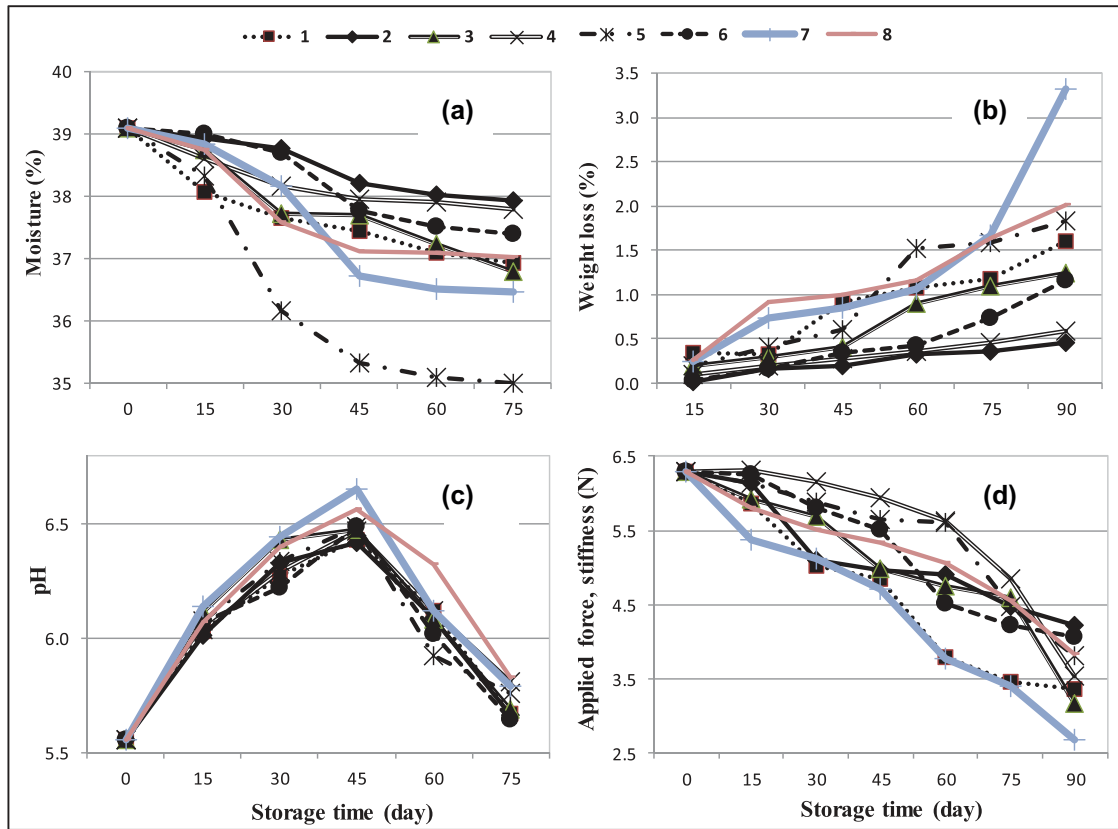 1 2 3 4 5 6 7 8
(a)
Moisture (%)
40
39
38
37
36
35
0 15 30 45 60 75
(b)
Weight loss (%)
3.5
3.0
2.5
2.0
1.5
1.0
0.5
0.0
15 30 45 60 75 90
(c)
pH
6.5
6.0
5.5
0 15 30 45 60 75
Storage time (day)
(d)
Applied force, stiffness (N)
6.5
5.5
4.5
3.5
2.5
0 15 30 45 60 75 90
Storage time (day)